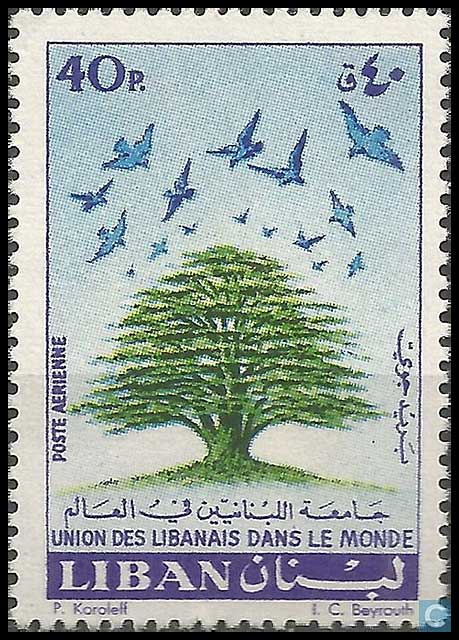 40P. ٤٠ق
POSTE AERIENNE
بريد جوي
جامعة اللبنانيين في العالم
UNION DES LIBANAIS DANS LE MONDE
LIBAN لبنان
P. Koroleff I. C. Beyrouth
C